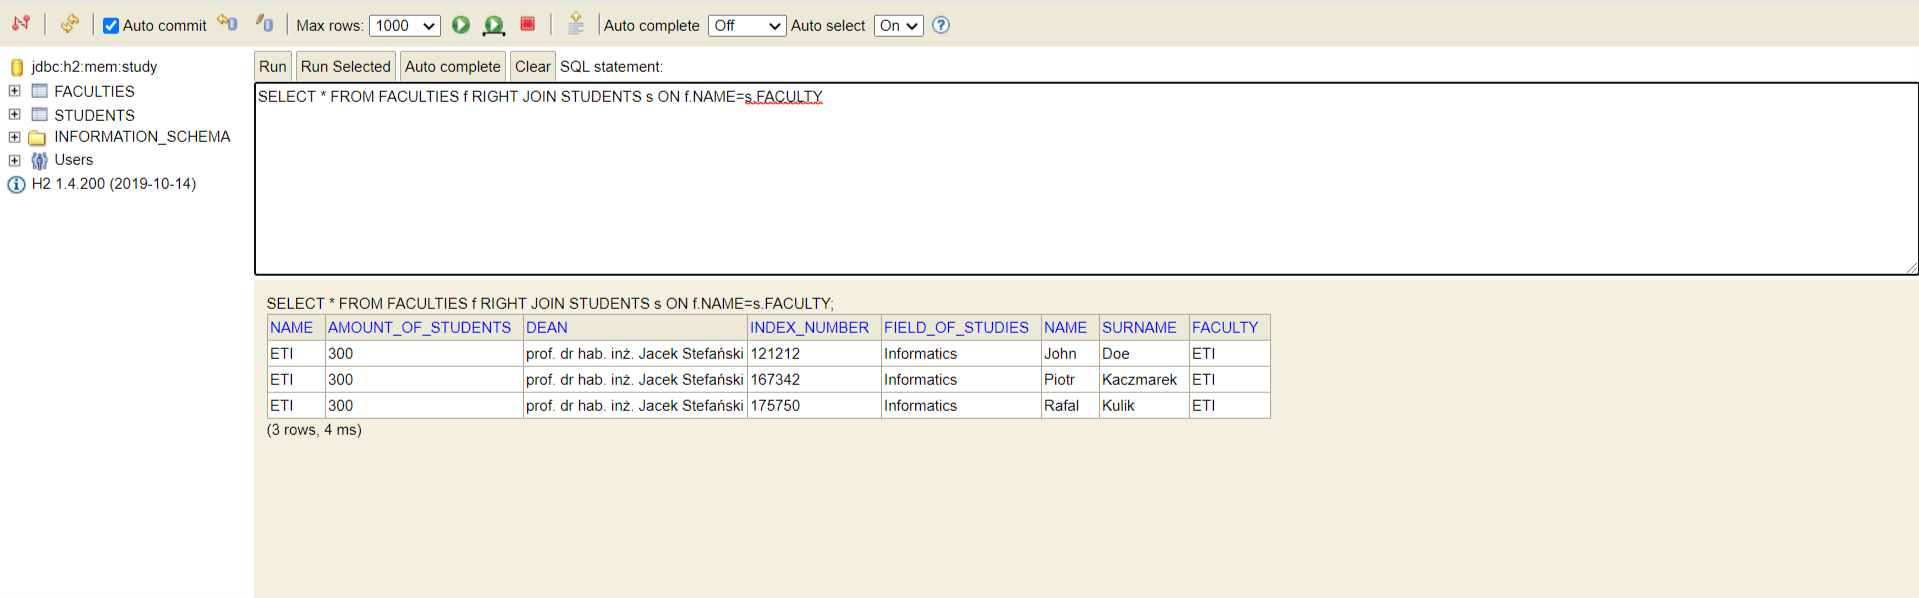 Auto commit Max rows: 1000 Auto complete Off Auto select On
jdbc:h2:mem:study
FACULTIES
STUDENTS
INFORMATION_SCHEMA
Users
H2 1.4.200 (2019-10-14)
Run Run Selected Auto complete Clear SQL statement:
SELECT * FROM FACULTIES f RIGHT JOIN STUDENTS s ON f.NAME=s.FACULTY
SELECT * FROM FACULTIES f RIGHT JOIN STUDENTS s ON f.NAME=s.FACULTY;
NAME AMOUNT_OF_STUDENTS DEAN INDEX_NUMBER FIELD_OF_STUDIES NAME SURNAME FACULTY
ETI 300 prof. dr hab. inż. Jacek Stefański 121212 Informatics John Doe ETI
ETI 300 prof. dr hab. inż. Jacek Stefański 167342 Informatics Piotr Kaczmarek ETI
ETI 300 prof. dr hab. inż. Jacek Stefański 175750 Informatics Rafal Kulik ETI
(3 rows, 4 ms)